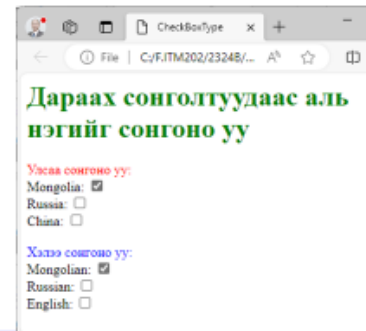 CheckBoxType
File
C:/F.ITM202/23248/...
Дараах сонголтуудаас аль
нэгийг сонгоно уу
Улсаа сонгоно уу:
Mongolia:
Russia:
China:
Хэлээ сонгоно уу:
Mongolian:
Russian:
English: